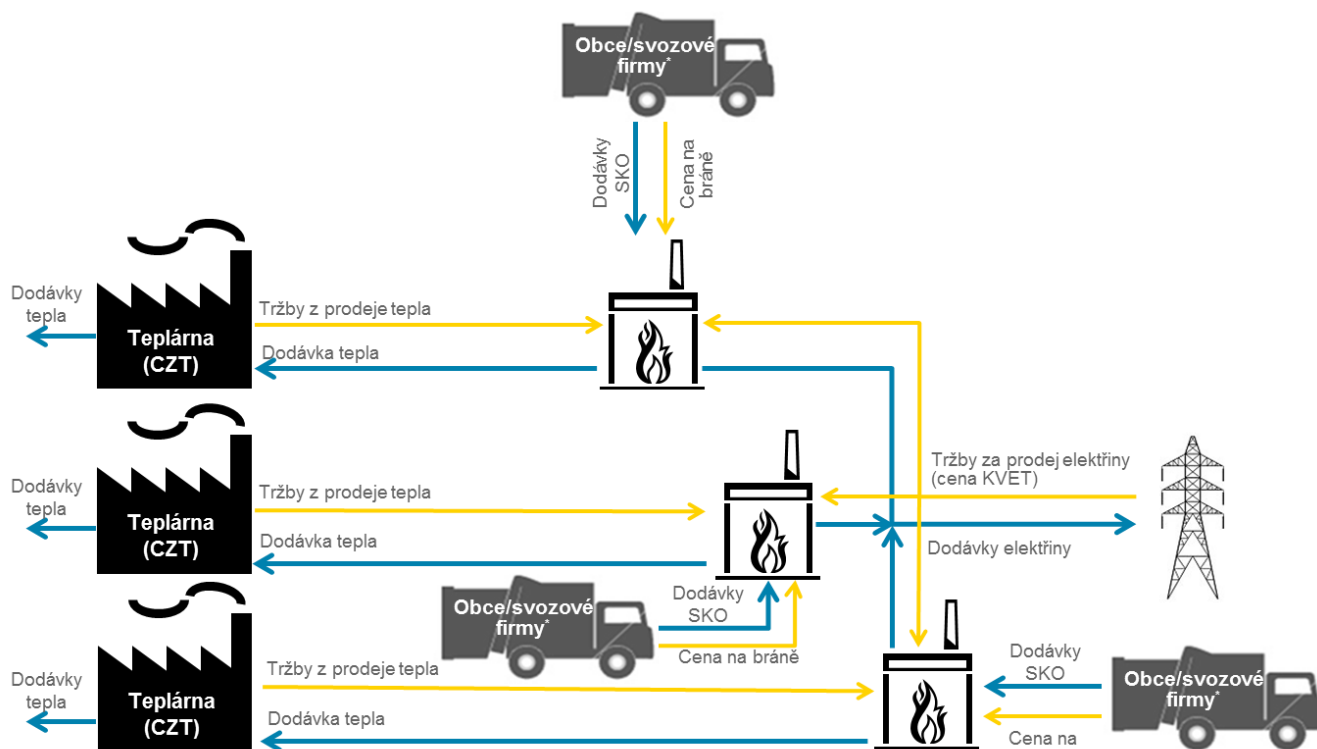 Obce/svozové
firmy*
Dodávky
SKO
Cena na
bráně
Dodávky
tepla
Teplárna
(CZT)
Tržby z prodeje tepla
Dodávka tepla
Dodávky
tepla
Teplárna
(CZT)
Tržby z prodeje tepla
Dodávka tepla
Tržby za prodej elektřiny
(cena KVET)
Dodávky elektřiny
Obce/svozové
firmy*
Dodávky
SKO
Cena na bráně
Dodávky
tepla
Teplárna
(CZT)
Tržby z prodeje tepla
Dodávka tepla
Dodávky
SKO
Cena na
Obce/svozové
firmy*